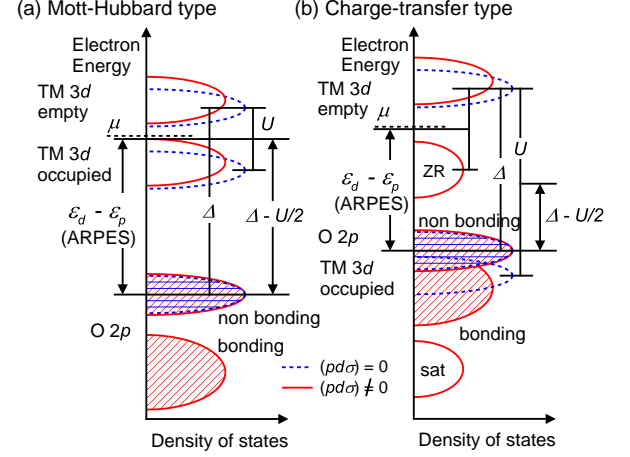 (a) Mott-Hubbard type
Electron
Energy
TM 3d
empty
μ
U
TM 3d
occupied
εd - εp
(ARPES)
Δ
Δ - U/2
non bonding
O 2p
bonding
Density of states
(b) Charge-transfer type
Electron
Energy
TM 3d
empty
μ
U
ZR
εd - εp
(ARPES)
Δ
Δ - U/2
non bonding
O 2p
TM 3d
occupied
bonding
sat
(pdσ) = 0
(pdσ) ≠ 0
Density of states